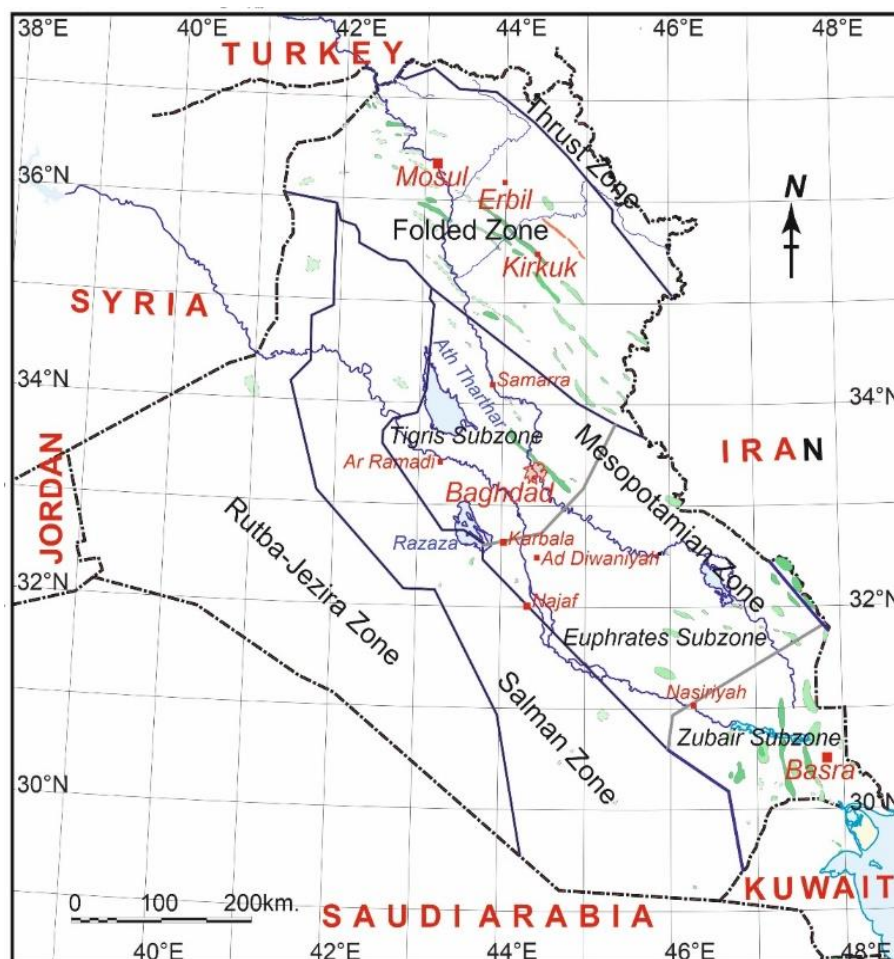 38°E 40°E 42°E 44°E 46°E 48°E
TURKEY
Thrust Zone
N
36°N
36°N
Mosul
Erbil
Folded Zone
Kirkuk
SYRIA
Ath Tharthar
Samarra
34°N
34°N
Tigris Subzone
Mesopotamian Zone
IRAN
Ar Ramadi
Baghdad
JORDAN
Razaza
Karbala
Ad Diwaniyah
Rutba-Jezira Zone
32°N
32°N
Najaf
Euphrates Subzone
Salman Zone
Nasiriyah
Zubair Subzone
Basra
30°N
30°N
KUWAIT
0 100 200km.
SAUDI ARABIA
40°E 42°E 44°E 46°E 48°E